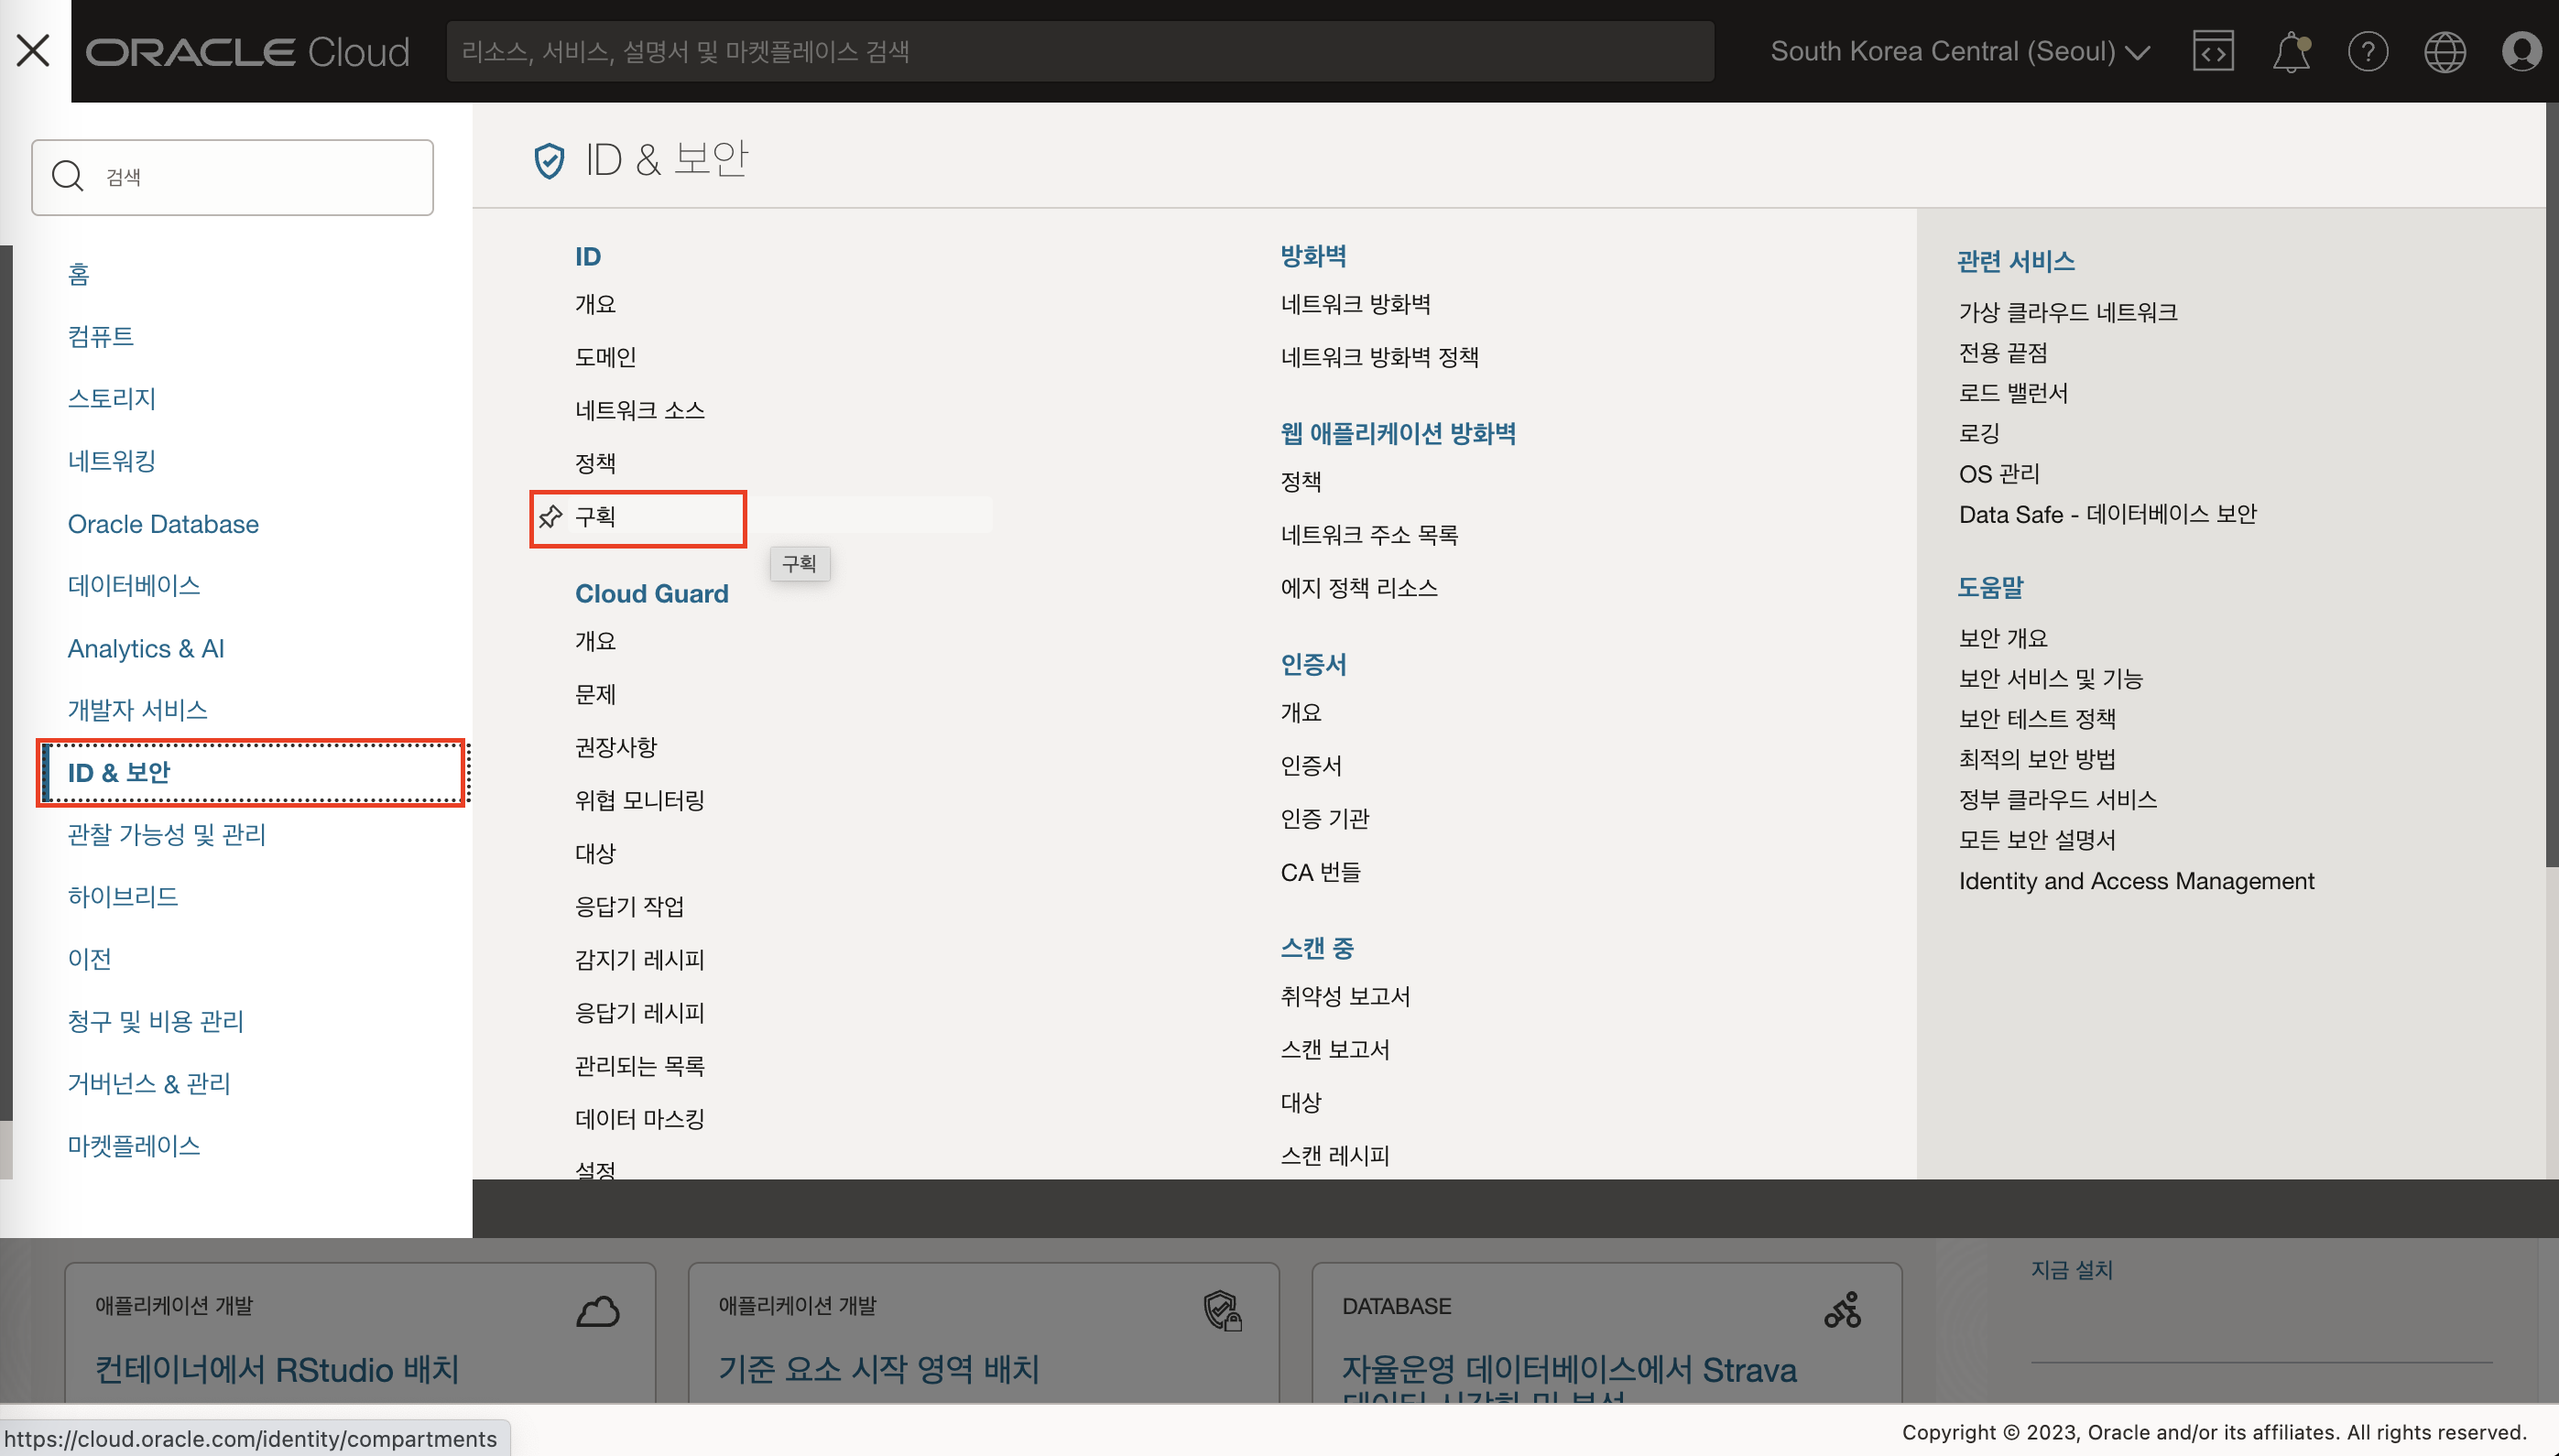 ORACLE Cloud
리소스, 서비스, 설명서 및 마켓플레이스 검색
South Korea Central (Seoul)
검색
홈
컴퓨트
스토리지
네트워킹
Oracle Database
데이터베이스
Analytics & AI
개발자 서비스
ID & 보안
관찰 가능성 및 관리
하이브리드
이전
청구 및 비용 관리
거버넌스 & 관리
마켓플레이스
ID & 보안
ID
개요
도메인
네트워크 소스
정책
구획
구획
Cloud Guard
개요
문제
권장사항
위협 모니터링
대상
응답기 작업
감지기 레시피
응답기 레시피
관리되는 목록
데이터 마스킹
설정
방화벽
네트워크 방화벽
네트워크 방화벽 정책
웹 애플리케이션 방화벽
정책
네트워크 주소 목록
에지 정책 리소스
인증서
개요
인증서
인증 기관
CA 번들
스캔 중
취약성 보고서
스캔 보고서
대상
스캔 레시피
관련 서비스
가상 클라우드 네트워크
전용 끝점
로드 밸런서
로깅
OS 관리
Data Safe - 데이터베이스 보안
도움말
보안 개요
보안 서비스 및 기능
보안 테스트 정책
최적의 보안 방법
정부 클라우드 서비스
모든 보안 설명서
Identity and Access Management
애플리케이션 개발
컨테이너에서 RStudio 배치
애플리케이션 개발
기준 요소 시작 영역 배치
DATABASE
자율운영 데이터베이스에서 Strava
데이터 시각화 및 분석
지금 설치
https://cloud.oracle.com/identity/compartments
Copyright © 2023, Oracle and/or its affiliates. All rights reserved.